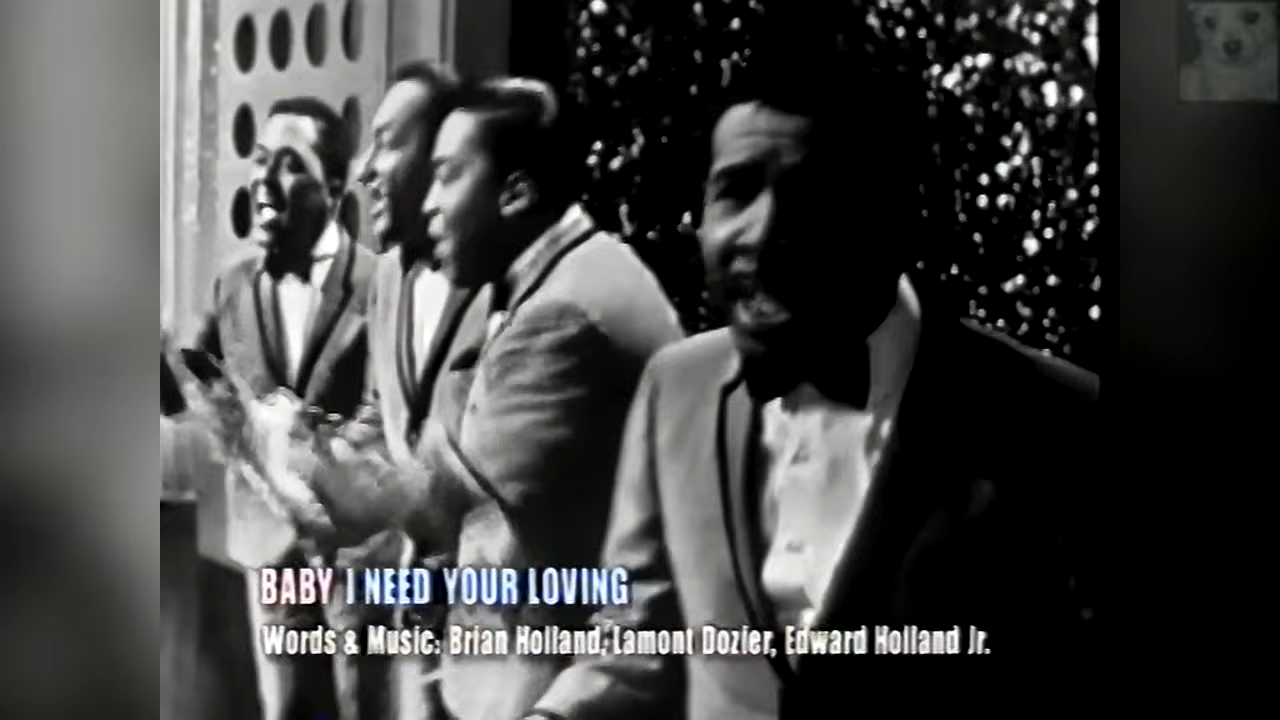 BABY I NEED YOUR LOVING
Words & Music: Brian Holland, Lamont Dozier, Edward Holland Jr.